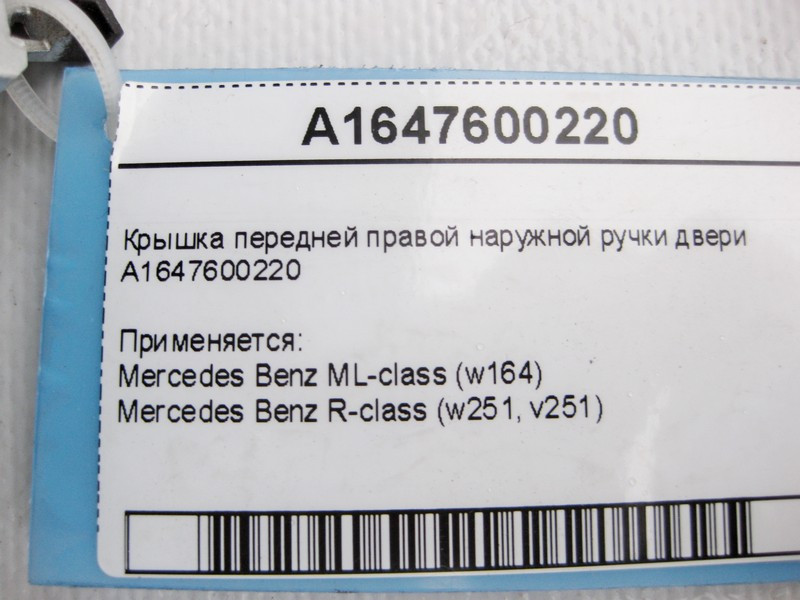 A1647600220
Крышка передней правой наружной ручки двери
A1647600220
Применяется:
Mercedes Benz ML-class (w164)
Mercedes Benz R-class (w251, v251)